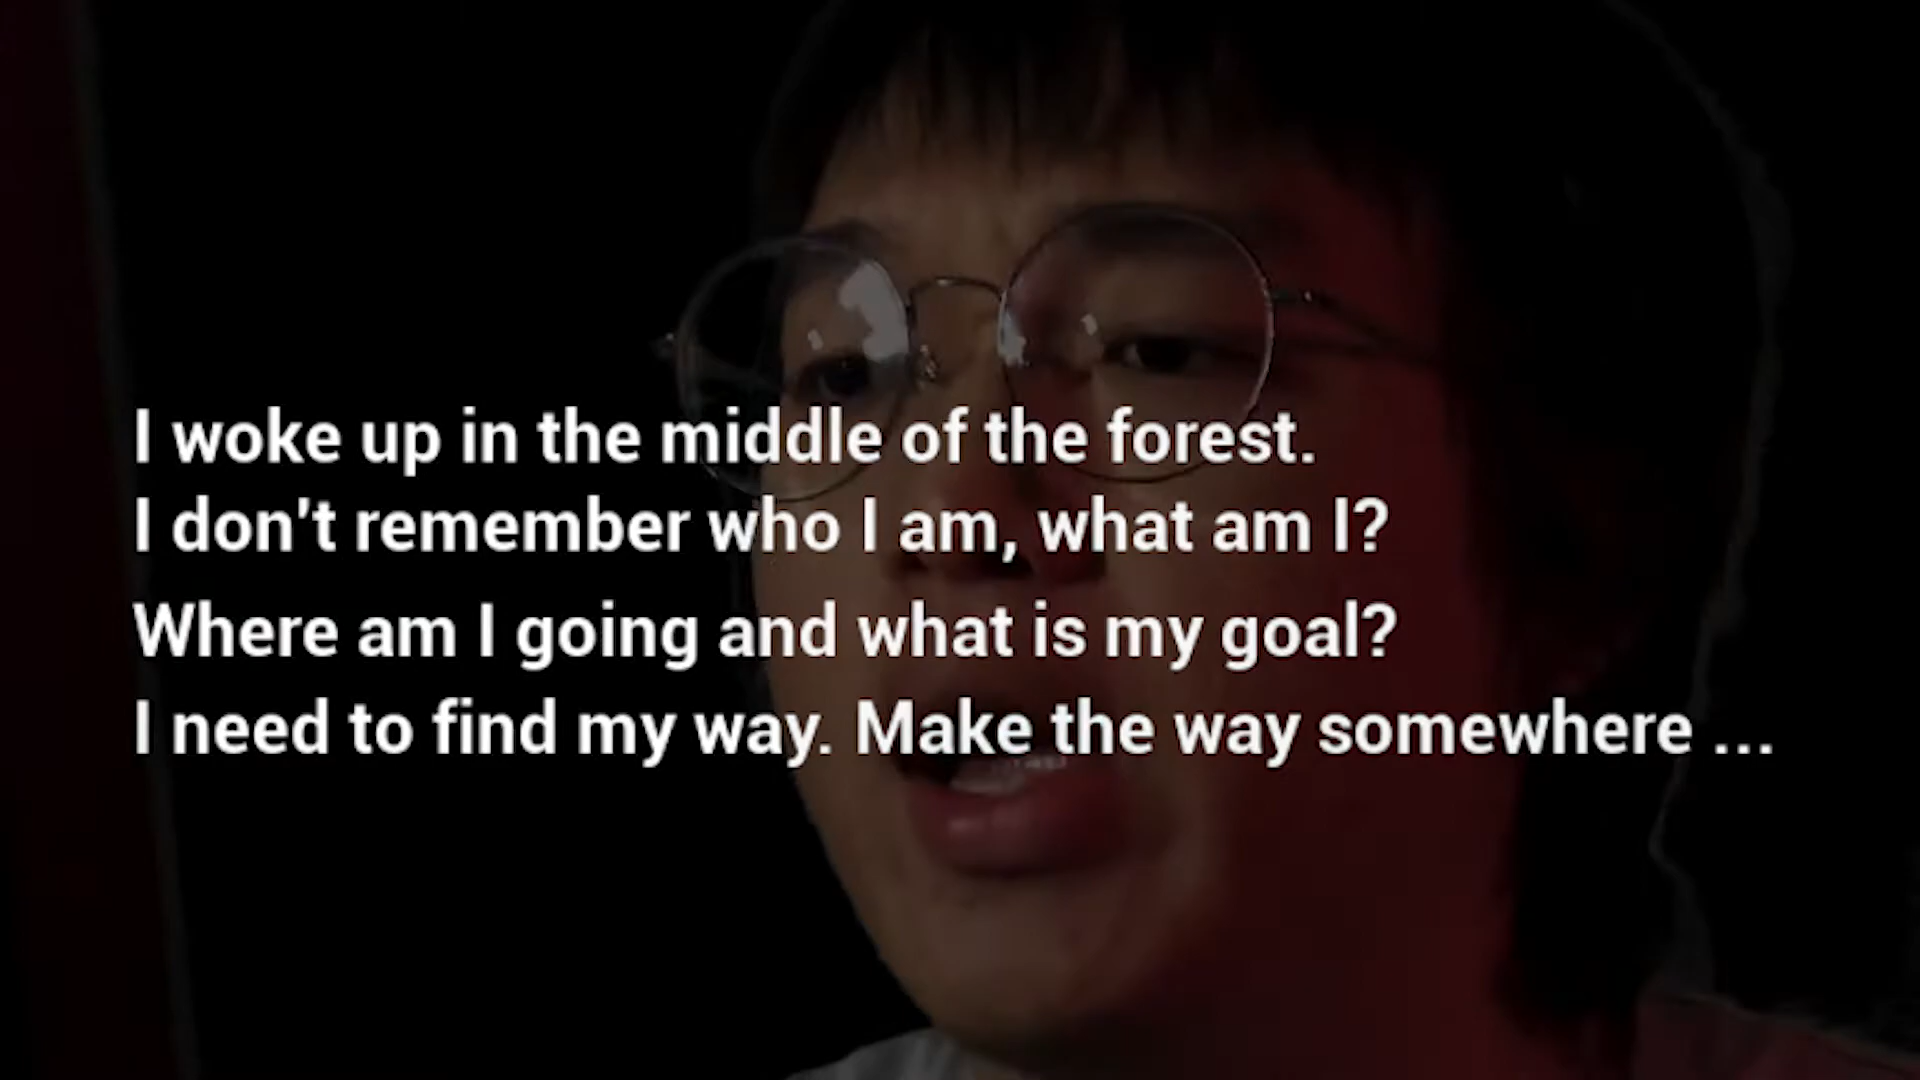 I woke up in the middle of the forest.
I don't remember who I am, what am I?
Where am I going and what is my goal?
I need to find my way. Make the way somewhere ...